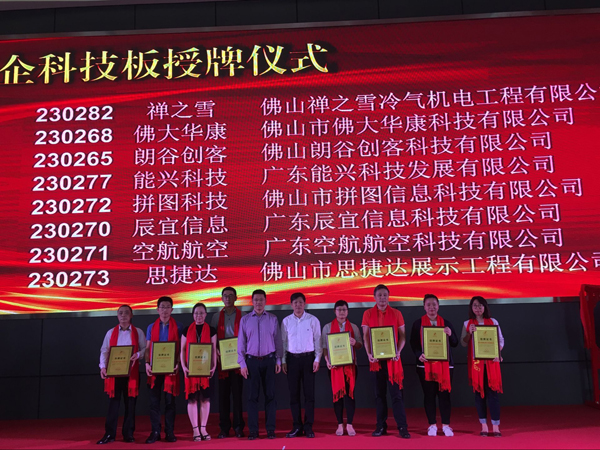 企科技板授牌仪式
230282 禅之雪 佛山禅之雪冷气机电工程有限公
230268 佛大华康 佛山市佛大华康科技有限公司
230265 朗谷创客 佛山朗谷创客科技有限公司
230277 能兴科技 广东能兴科技发展有限公司
230272 拼图科技 佛山市拼图信息科技有限公司
230270 辰宜信息 广东辰宜信息科技有限公司
230271 空航航空 广东空航航空科技有限公司
230273 思捷达 佛山市思捷达展示工程有限公司